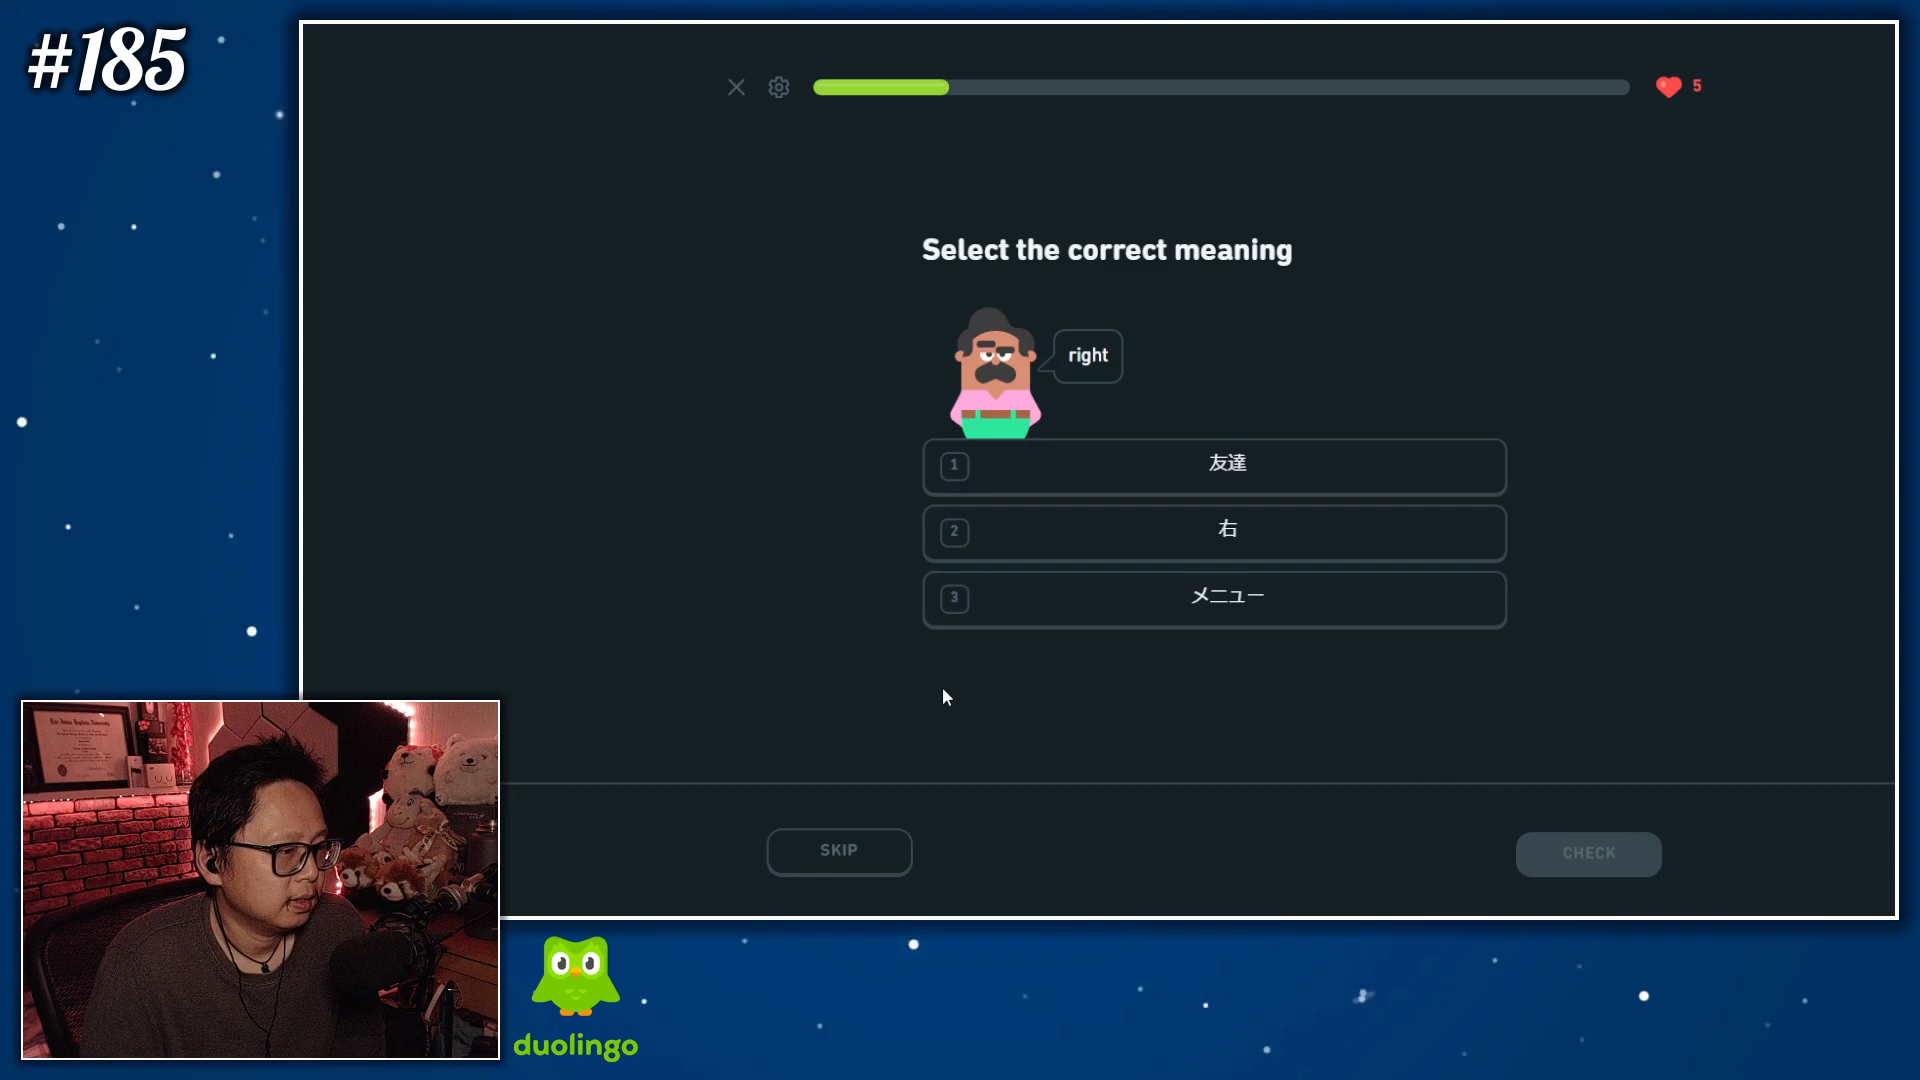 #185
5
Select the correct meaning
right
1
友達
2
右
3
メニュー
SKIP
CHECK
duolingo